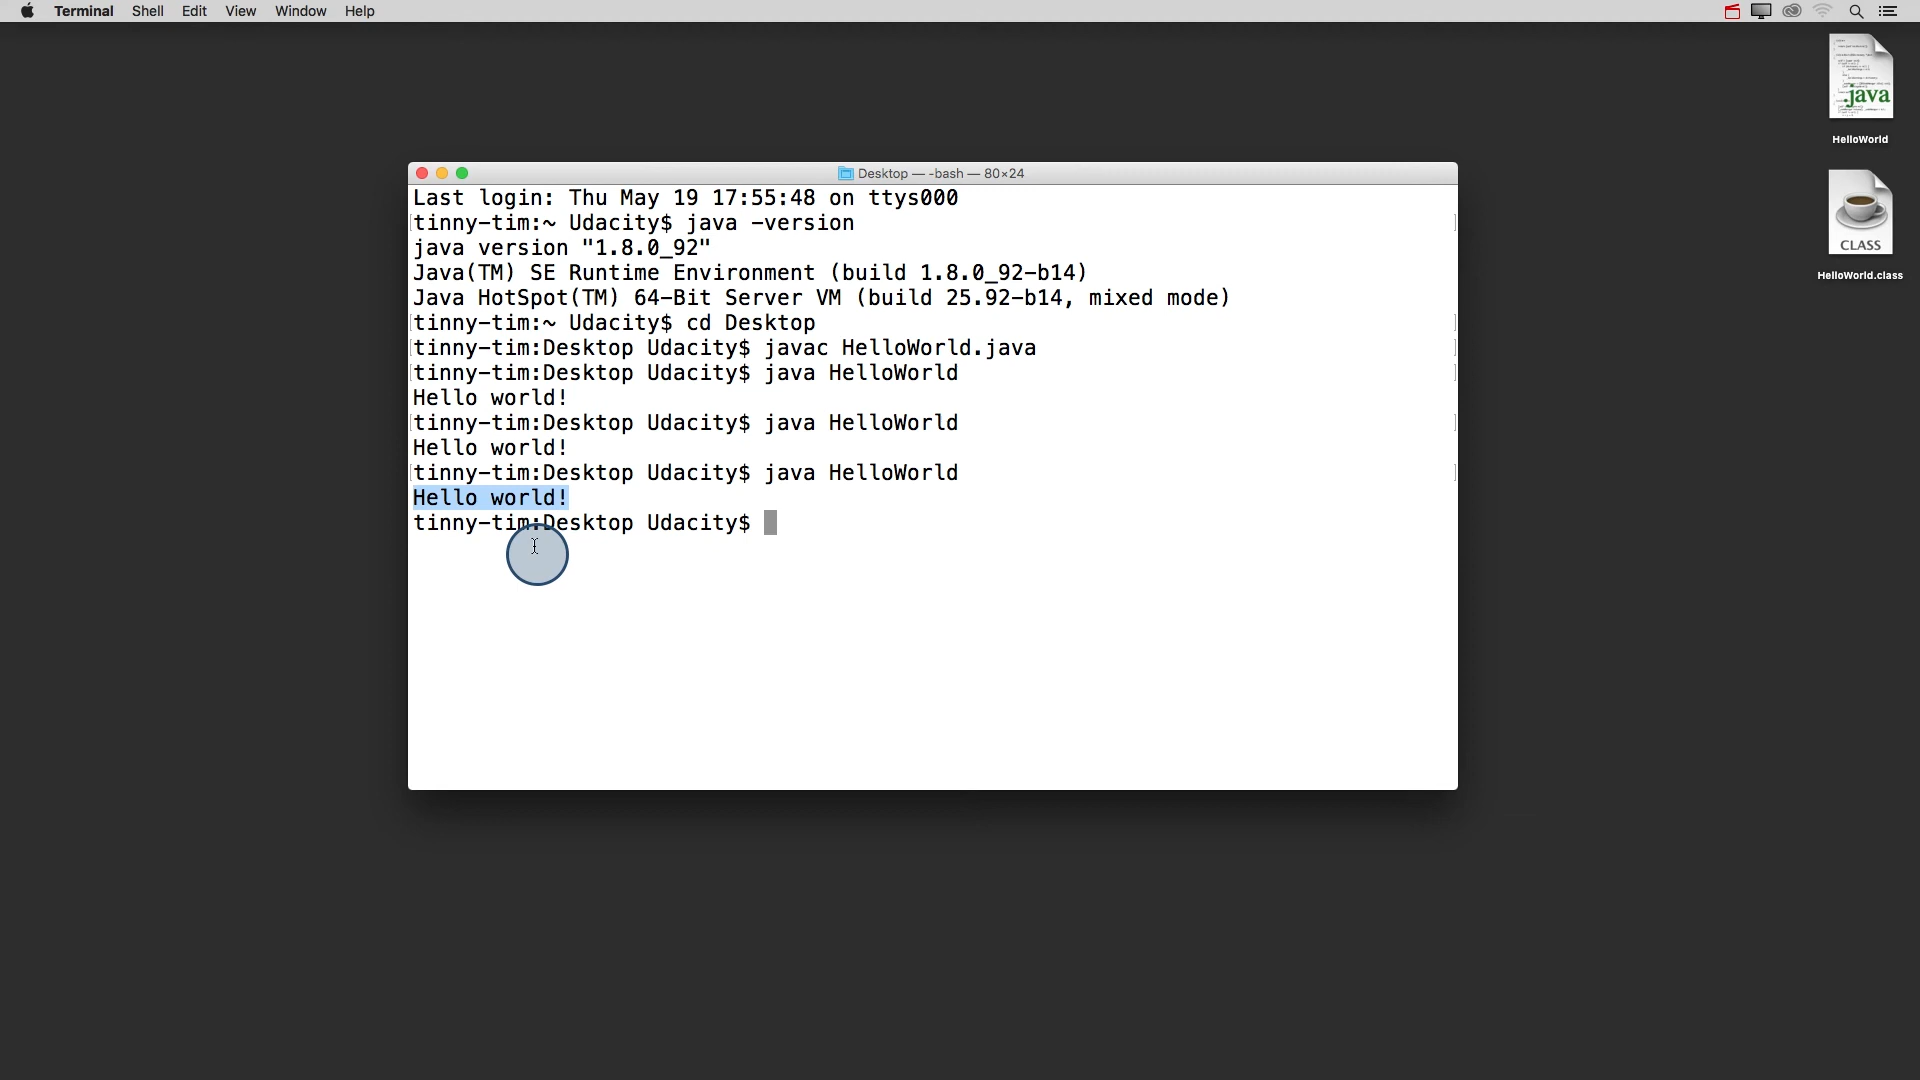 Terminal Shell Edit View Window Help
.java
HelloWorld
CLASS
HelloWorld.class
Desktop — -bash — 80×24
Last login: Thu May 19 17:55:48 on ttys000
[tinny-tim:~ Udacity$ java -version]
java version "1.8.0_92"
Java(TM) SE Runtime Environment (build 1.8.0_92-b14)
Java HotSpot(TM) 64-Bit Server VM (build 25.92-b14, mixed mode)
[tinny-tim:~ Udacity$ cd Desktop]
[tinny-tim:Desktop Udacity$ javac HelloWorld.java]
[tinny-tim:Desktop Udacity$ java HelloWorld]
Hello world!
[tinny-tim:Desktop Udacity$ java HelloWorld]
Hello world!
[tinny-tim:Desktop Udacity$ java HelloWorld]
Hello world!
tinny-tim:Desktop Udacity$